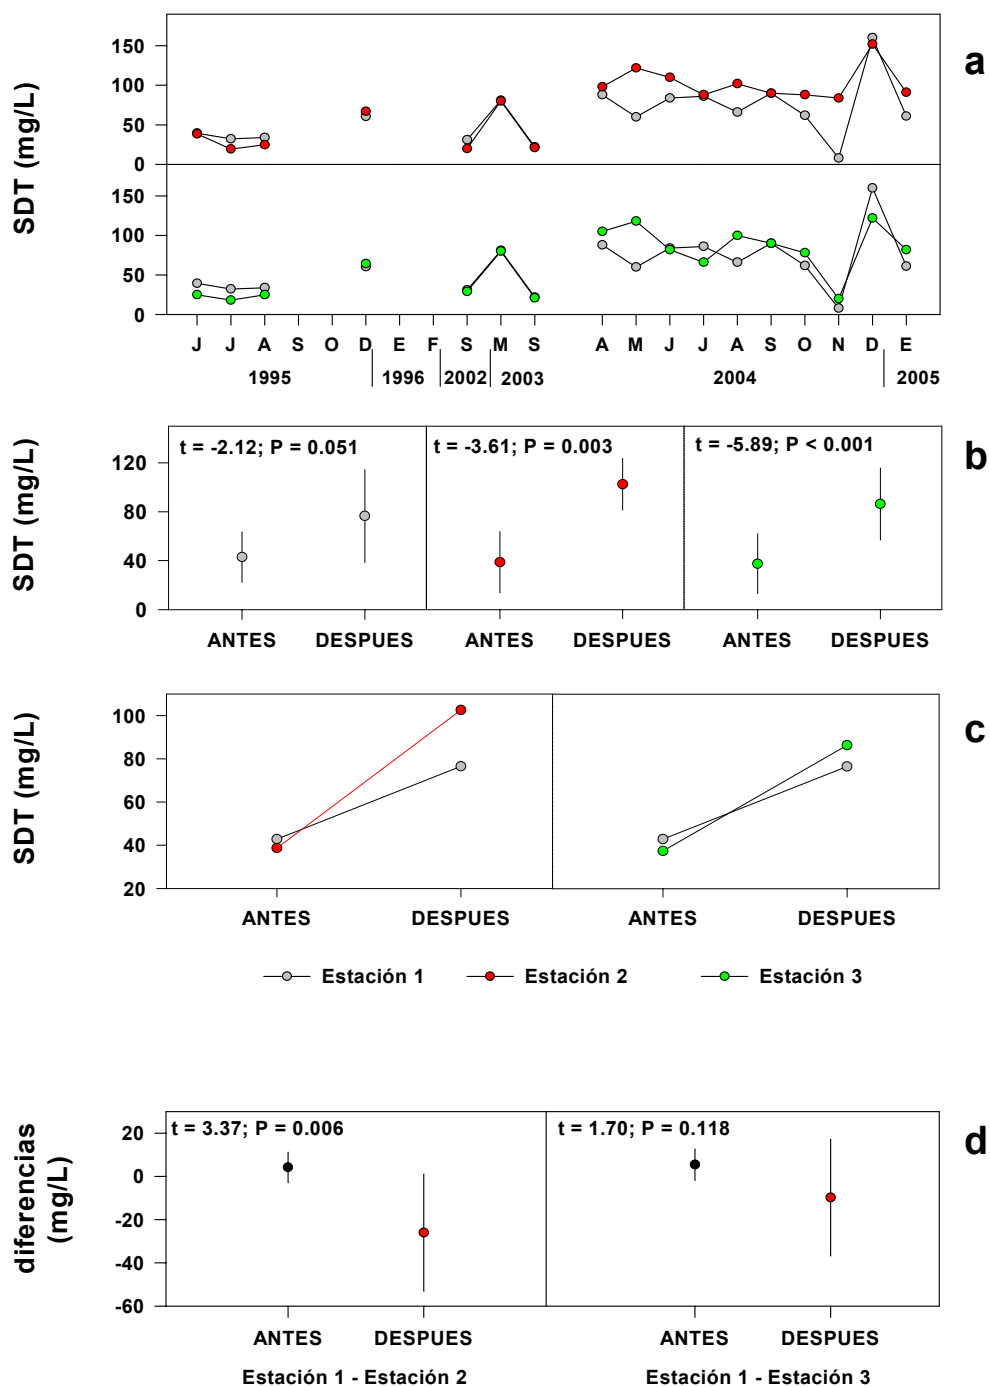 a
SDT (mg/L)
150
100
50
0
150
100
50
0
J J A S O D E F S M S A M J J A S O N D E
1995 1996 2002 2003 2004 2005
b
SDT (mg/L)
t = -2.12; P = 0.051 t = -3.61; P = 0.003 t = -5.89; P < 0.001
120
80
40
0
ANTES DESPUES ANTES DESPUES ANTES DESPUES
c
SDT (mg/L)
100
80
60
40
20
ANTES DESPUES ANTES DESPUES
Estación 1 Estación 2 Estación 3
d
diferencias
(mg/L)
t = 3.37; P = 0.006 t = 1.70; P = 0.118
20
0
-20
-40
-60
ANTES DESPUES ANTES DESPUES
Estación 1 - Estación 2 Estación 1 - Estación 3